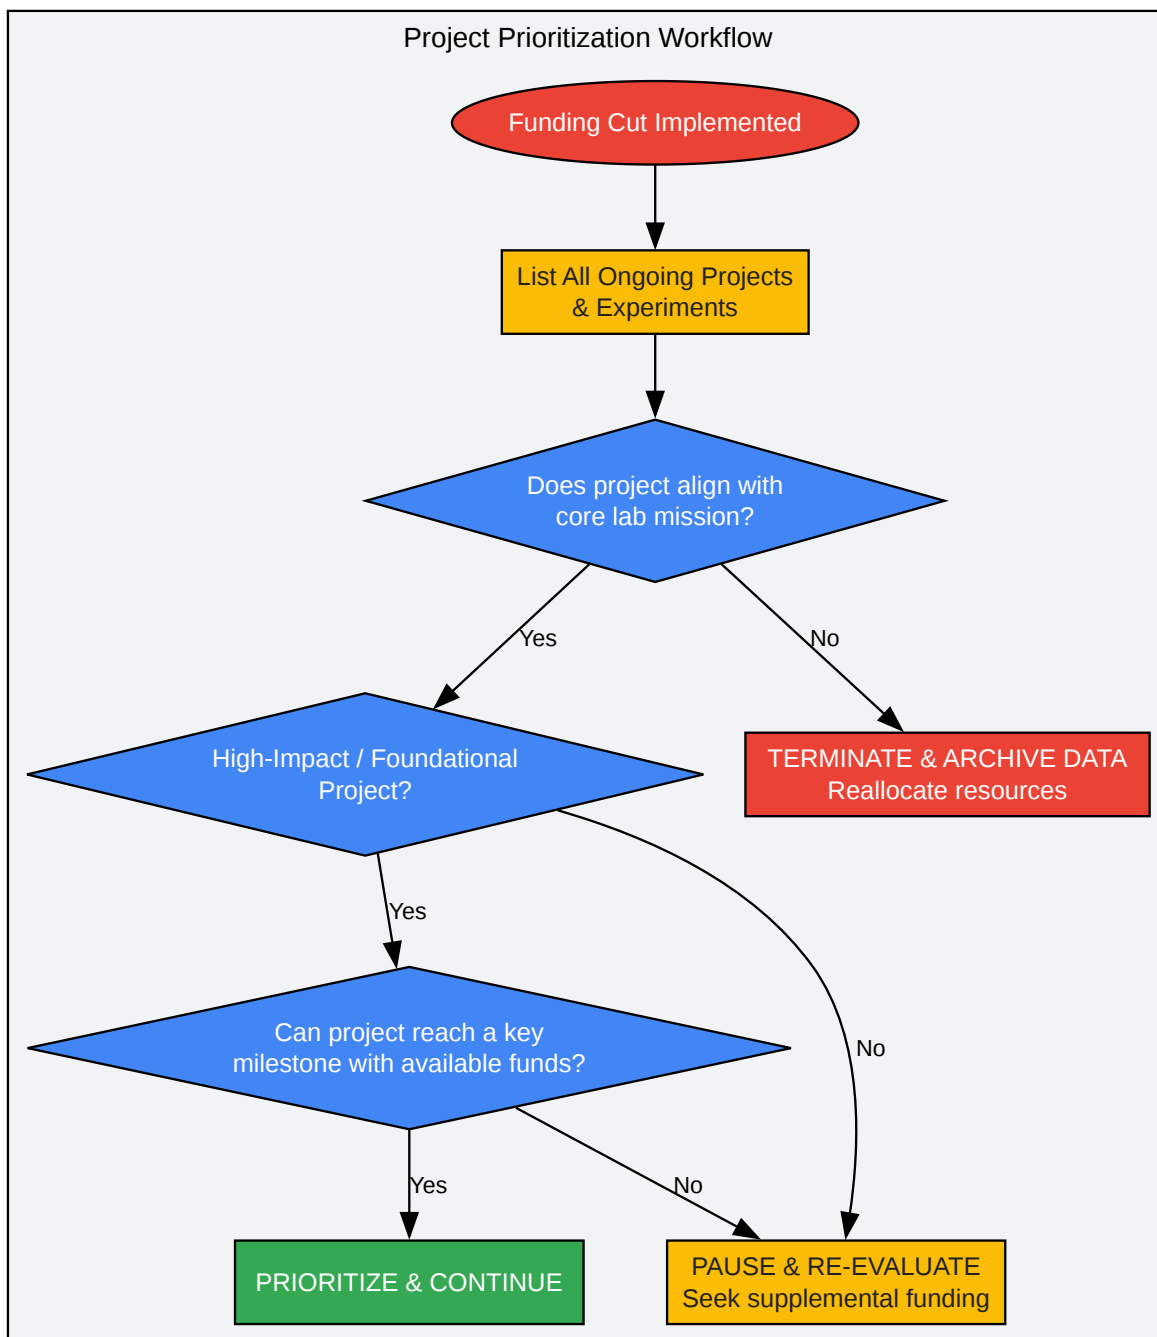 Project Prioritization Workflow
Funding Cut Implemented
List All Ongoing Projects
& Experiments
Does project align with
core lab mission?
Yes
No
High-Impact / Foundational
Project?
TERMINATE & ARCHIVE DATA
Reallocate resources
Yes
Can project reach a key
milestone with available funds?
No
Yes
No
PRIORITIZE & CONTINUE
PAUSE & RE-EVALUATE
Seek supplemental funding